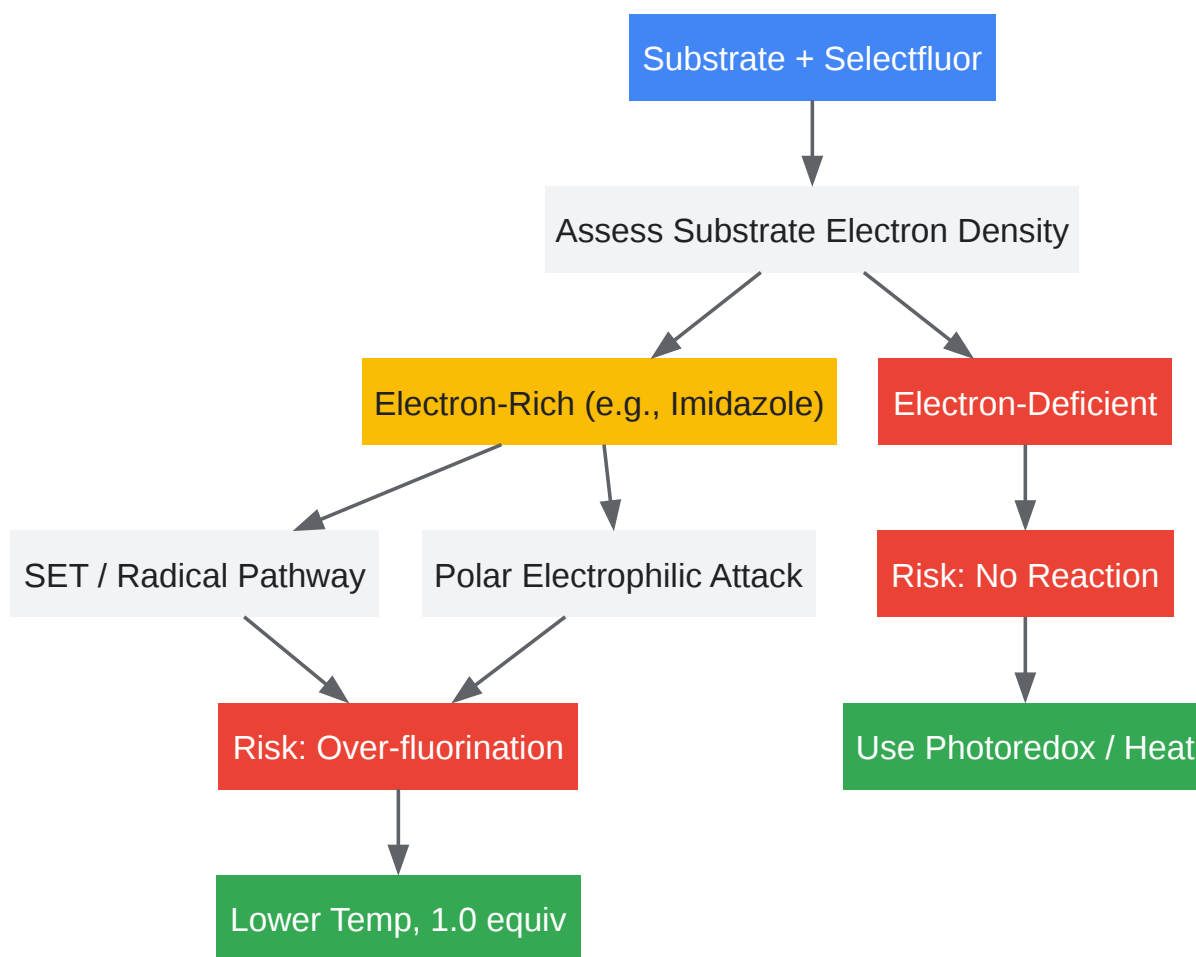 Substrate + Selectfluor
Assess Substrate Electron Density
Electron-Rich (e.g., Imidazole)
Electron-Deficient
SET / Radical Pathway
Polar Electrophilic Attack
Risk: No Reaction
Risk: Over-fluorination
Use Photoredox / Heat
Lower Temp, 1.0 equiv